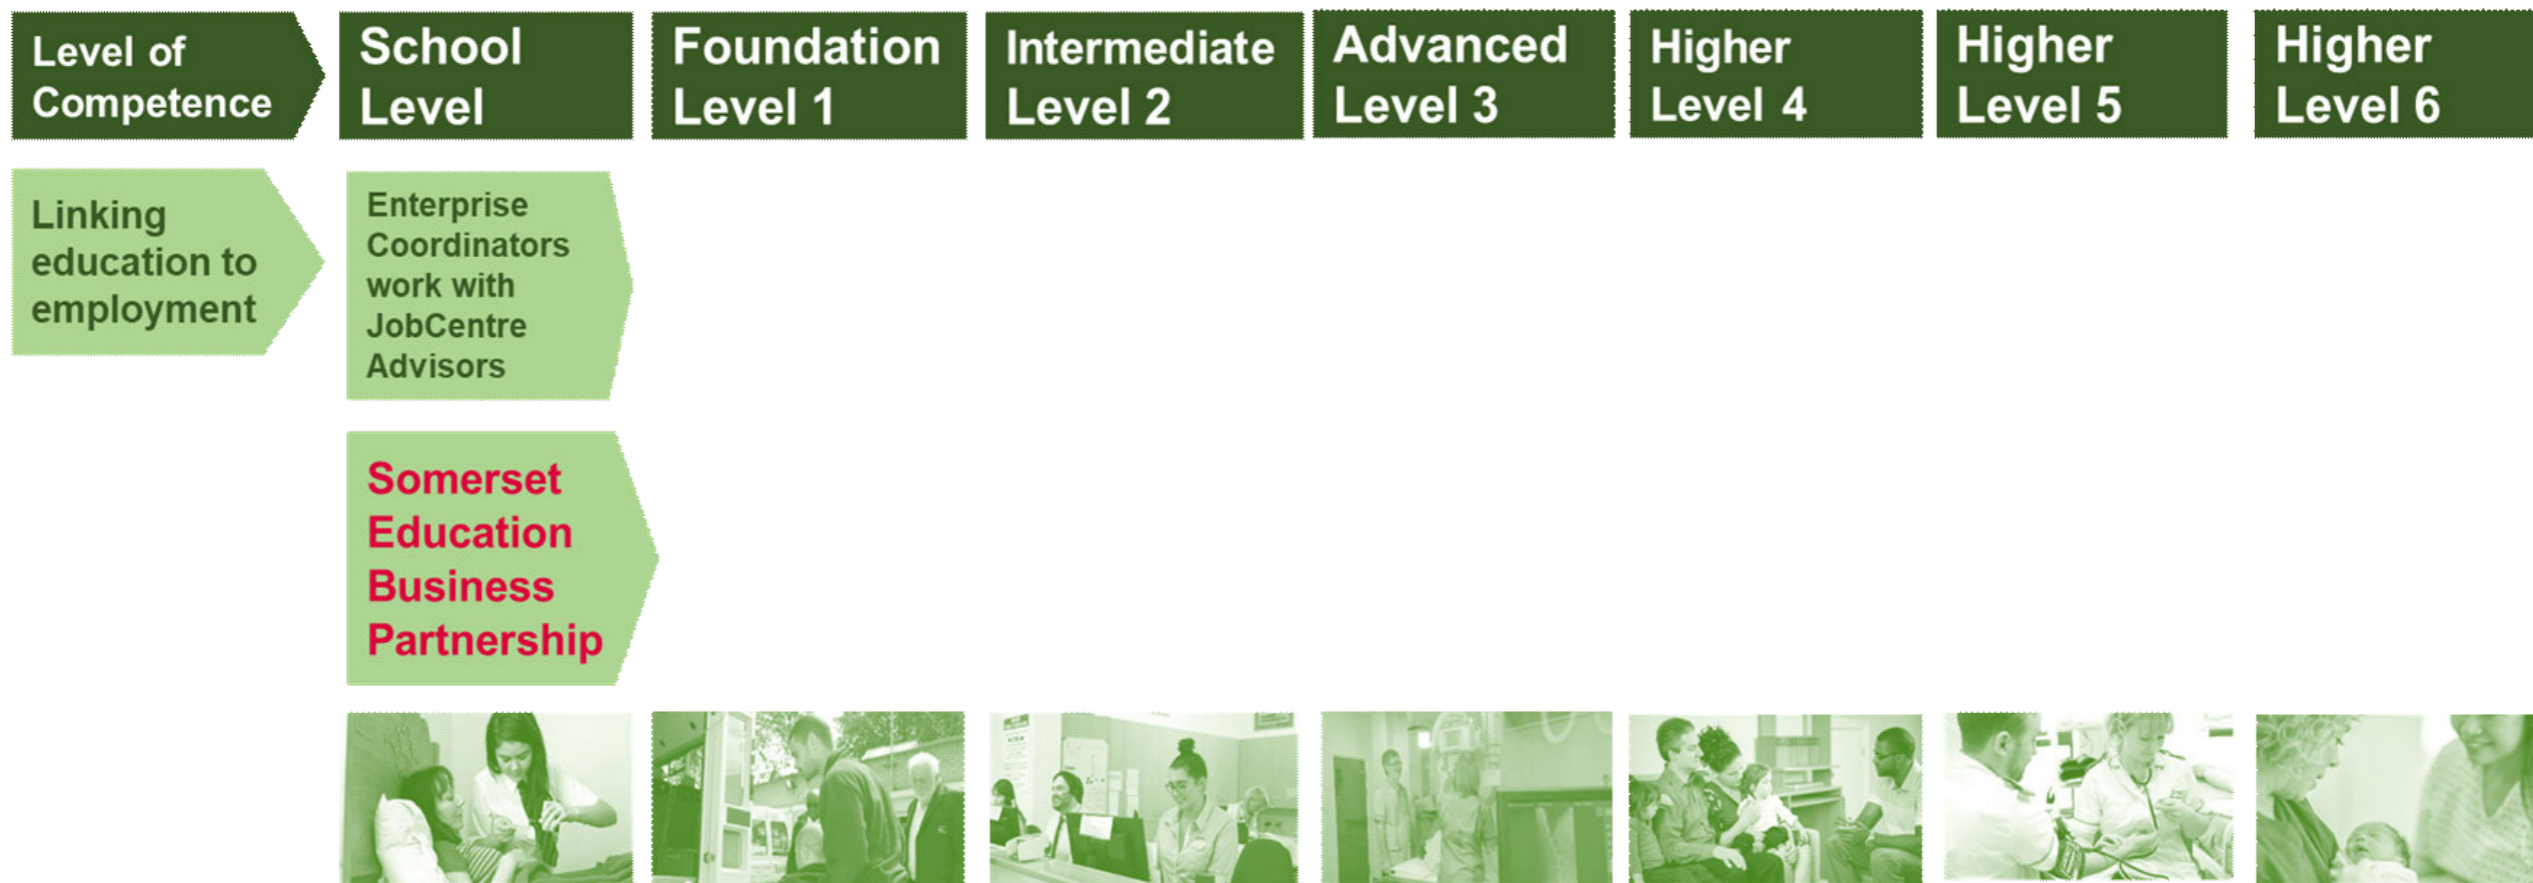 Level of
Competence
School
Level
Foundation
Level 1
Intermediate
Level 2
Advanced
Level 3
Higher
Level 4
Higher
Level 5
Higher
Level 6
Linking
education to
employment
Enterprise
Coordinators
work with
JobCentre
Advisors
Somerset
Education
Business
Partnership